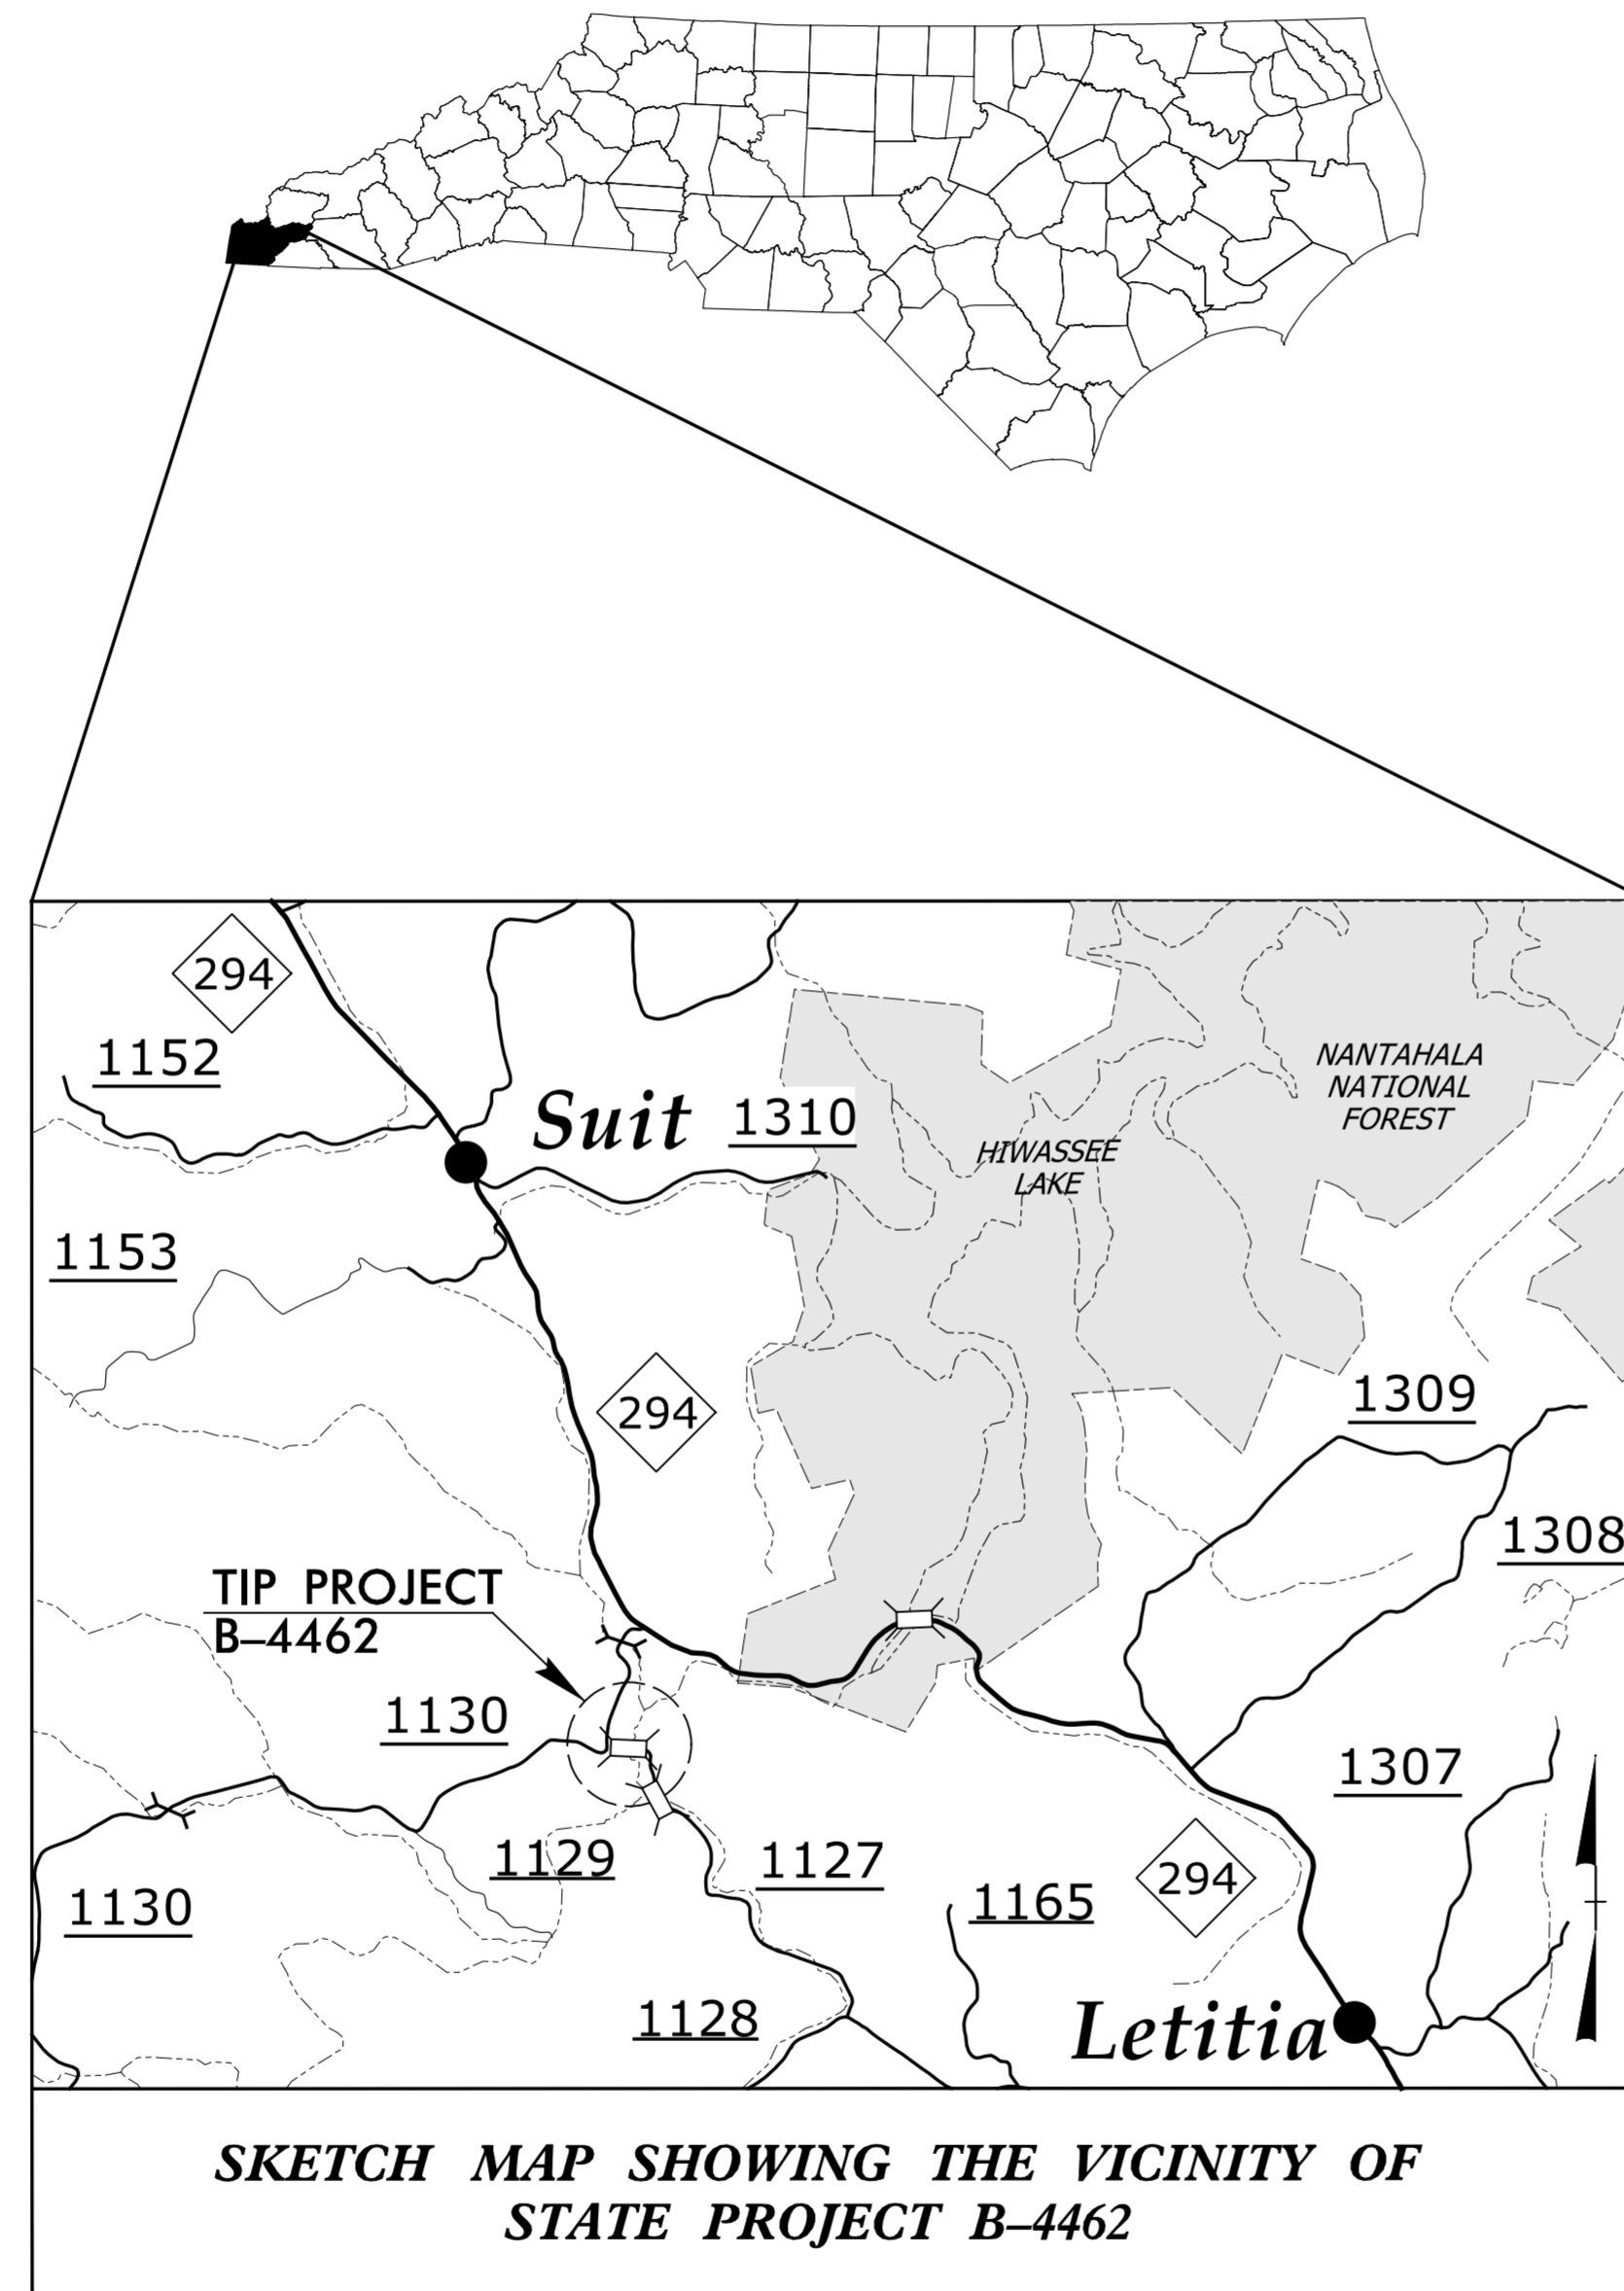 294
1152
Suit
1310
NANTAHALA
NATIONAL
FOREST
HIWASSEE
LAKE
1153
294
1309
1308
TIP PROJECT
B–4462
1130
1307
1129
1127
294
1130
1165
1128
Letitia
SKETCH MAP SHOWING THE VICINITY OF
STATE PROJECT B–4462